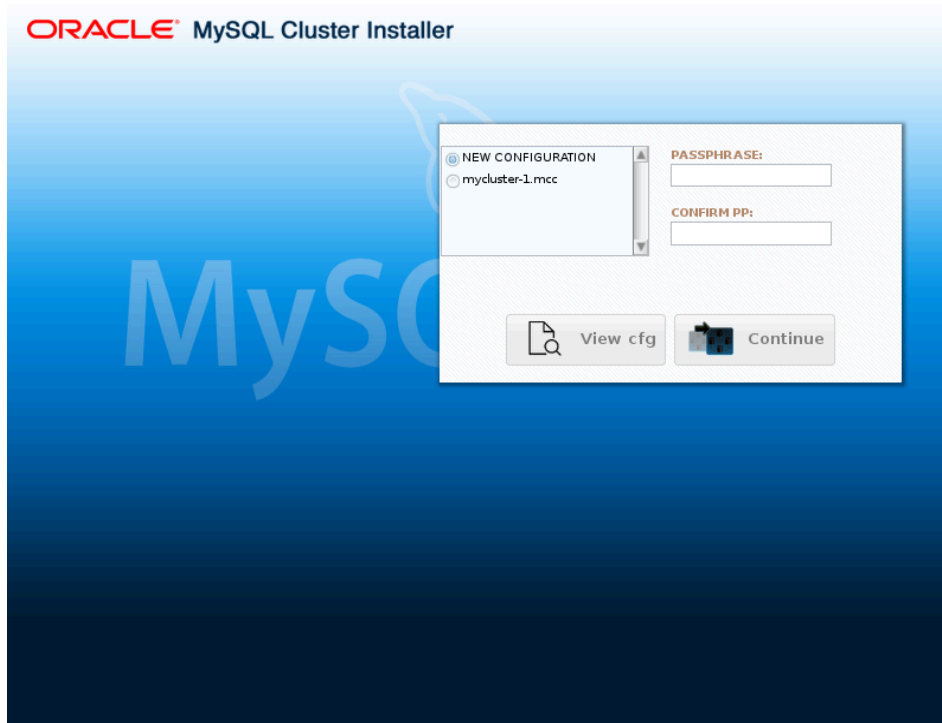 ORACLE® MySQL Cluster Installer
NEW CONFIGURATION
mycluster-1.mcc
PASSPHRASE:
CONFIRM PP:
View cfg
Continue
MySQ